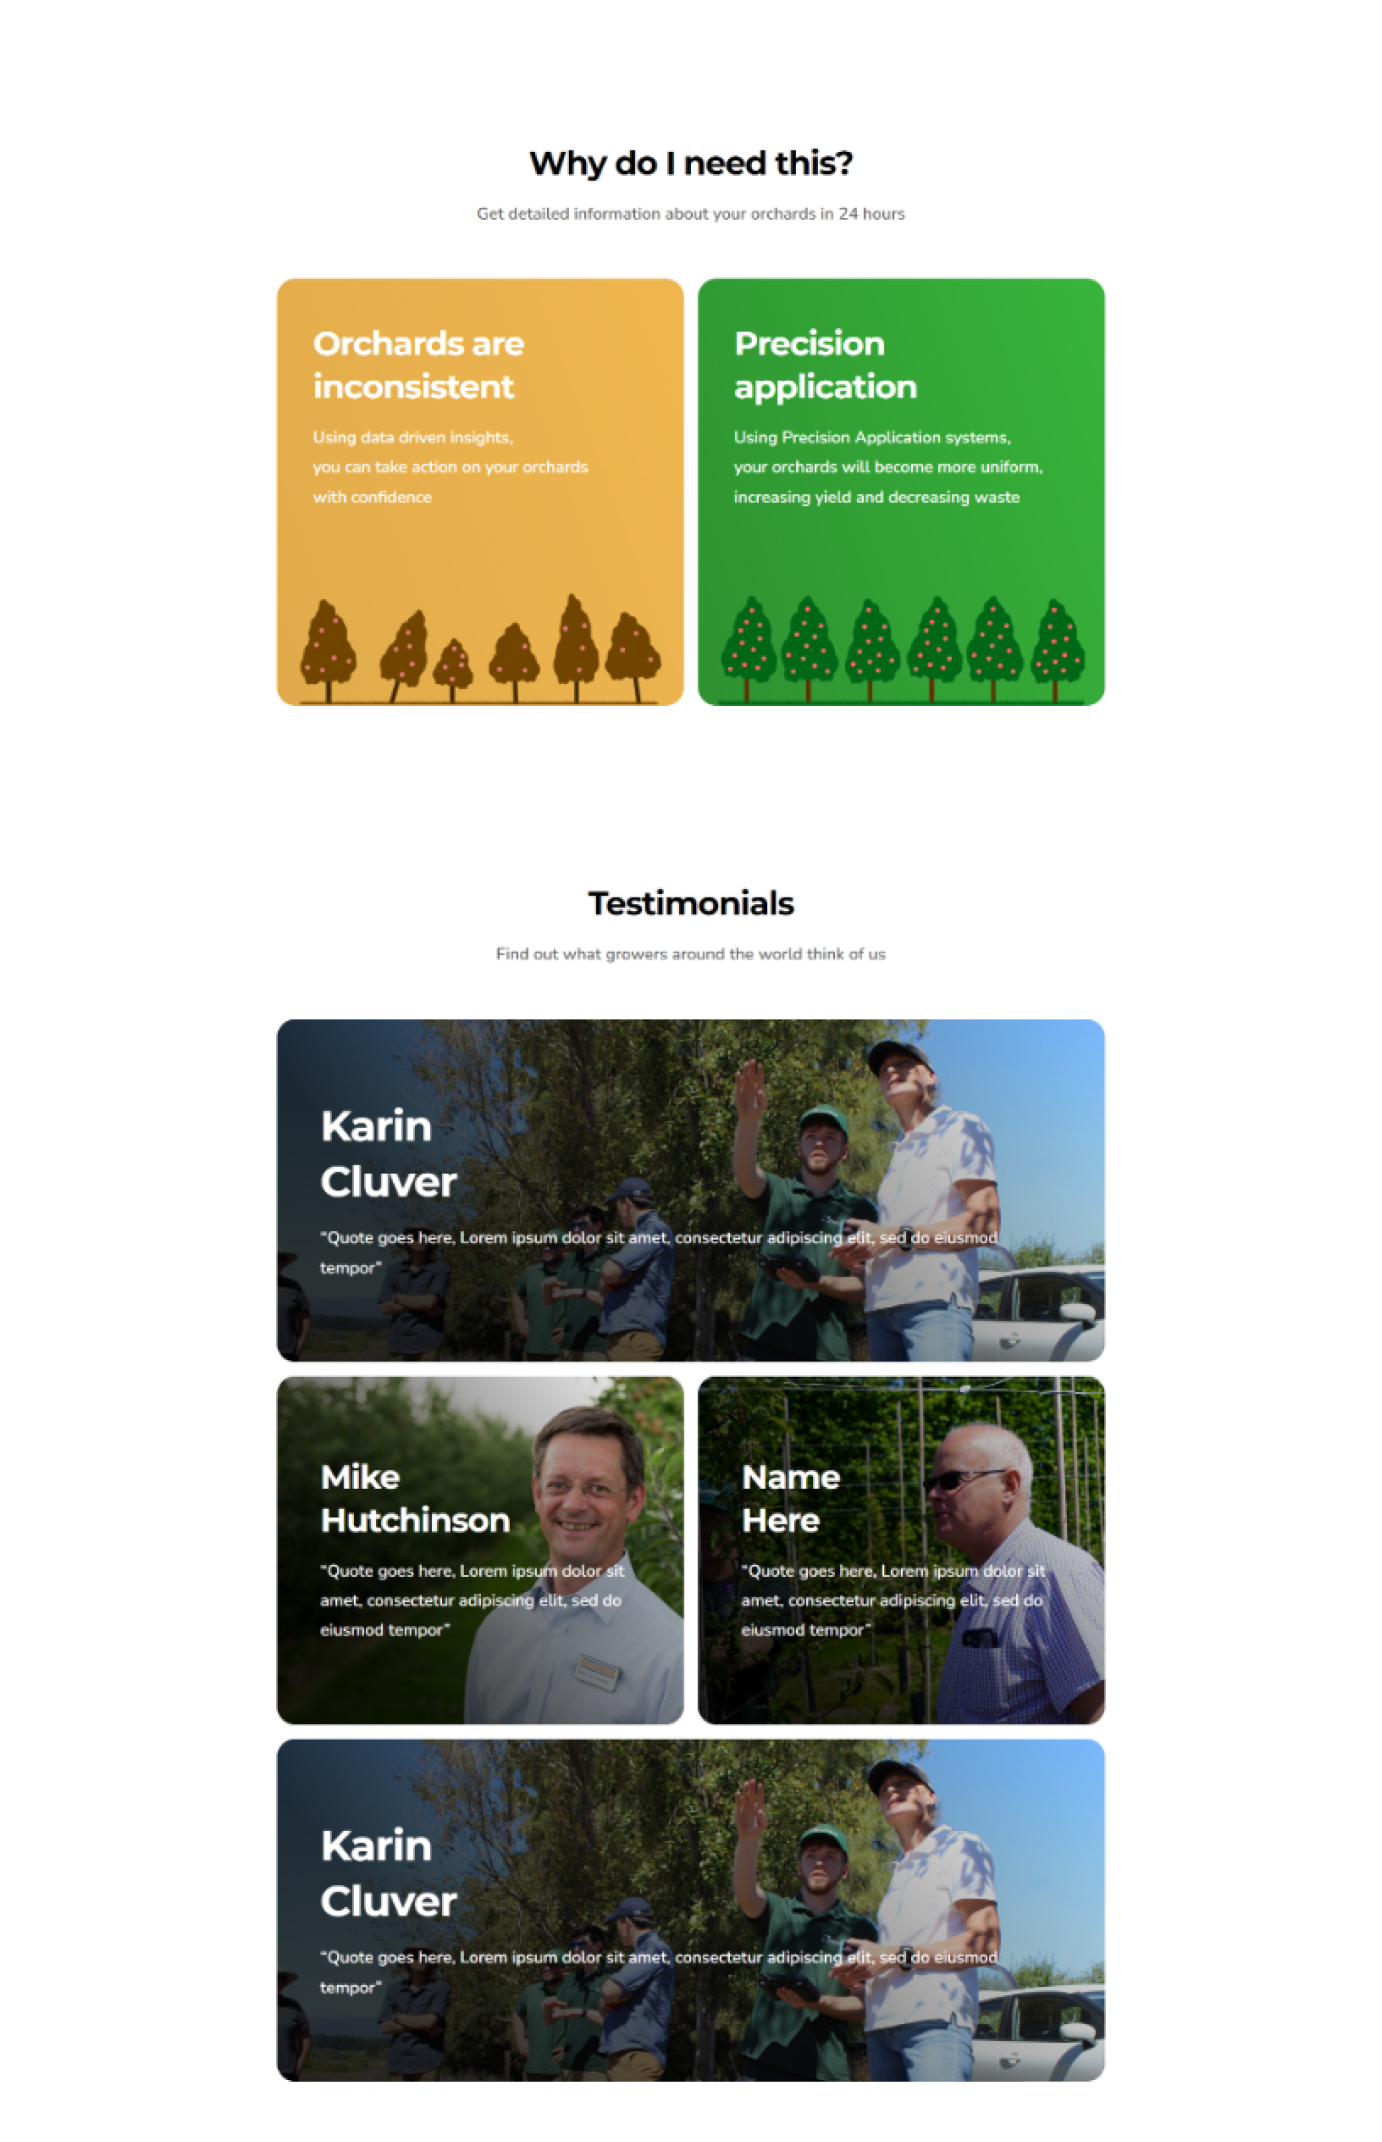 Why do I need this?
Get detailed information about your orchards in 24 hours
Orchards are
inconsistent
Using data driven insights,
you can take action on your orchards
with confidence
Precision
application
Using Precision Application systems,
your orchards will become more uniform,
increasing yield and decreasing waste
Testimonials
Find out what growers around the world think of us
Karin
Cluver
"Quote goes here, Lorem ipsum dolor sit amet, consectetur adipiscing elit, sed do eiusmod
tempor"
Mike
Hutchinson
"Quote goes here, Lorem ipsum dolor sit
amet, consectetur adipiscing elit, sed do
eiusmod tempor"
Name
Here
"Quote goes here, Lorem ipsum dolor sit
amet, consectetur adipiscing elit, sed do
eiusmod tempor"
Karin
Cluver
"Quote goes here, Lorem ipsum dolor sit amet, consectetur adipiscing elit, sed do eiusmod
tempor"